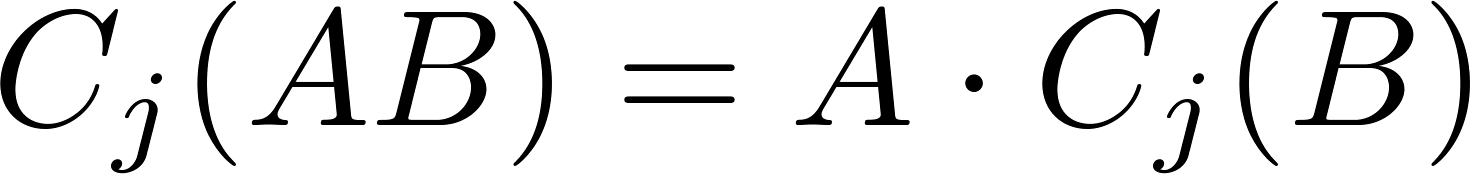 C_j(AB) = A · C_j(B)